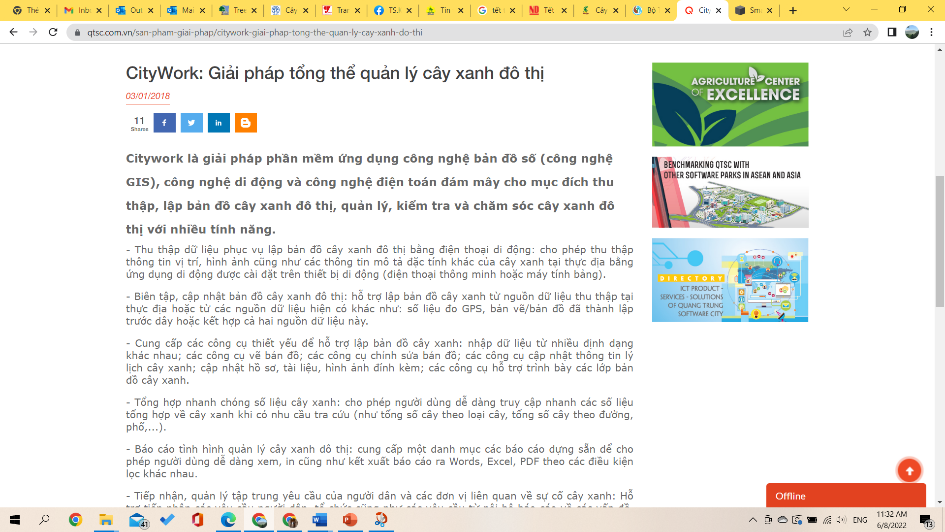 Thẻ
Inb
Out
Mai
Tree
Cây
Tran
TS.I
Tin
tết
Tết
Cây
Bộ T
City
Sm
qtsc.com.vn/san-pham-giai-phap/citywork-giai-phap-tong-the-quan-ly-cay-xanh-do-thi
CityWork: Giải pháp tổng thể quản lý cây xanh đô thị
03/01/2018
11
Shares
Citywork là giải pháp phần mềm ứng dụng công nghệ bản đồ số (công nghệ
GIS), công nghệ di động và công nghệ điện toán đám mây cho mục đích thu
thập, lập bản đồ cây xanh đô thị, quản lý, kiểm tra và chăm sóc cây xanh đô
thị với nhiều tính năng.
- Thu thập dữ liệu phục vụ lập bản đồ cây xanh đô thị bằng điện thoại di động: cho phép thu thập
thông tin vị trí, hình ảnh cũng như các thông tin mô tả đặc tính khác của cây xanh tại thực địa bằng
ứng dụng di động được cài đặt trên thiết bị di động (điện thoại thông minh hoặc máy tính bảng).
- Biên tập, cập nhật bản đồ cây xanh đô thị: hỗ trợ lập bản đồ cây xanh từ nguồn dữ liệu thu thập tại
thực địa hoặc từ các nguồn dữ liệu hiện có khác như: số liệu đo GPS, bản vẽ/bản đồ đã thành lập
trước đây hoặc kết hợp cả hai nguồn dữ liệu này.
- Cung cấp các công cụ thiết yếu để hỗ trợ lập bản đồ cây xanh: nhập dữ liệu từ nhiều định dạng
khác nhau; các công cụ vẽ bản đồ; các công cụ chỉnh sửa bản đồ; các công cụ cập nhật thông tin lý
lịch cây xanh; cập nhật hồ sơ, tài liệu, hình ảnh đính kèm; các công cụ hỗ trợ trình bày các lớp bản
đồ cây xanh.
- Tổng hợp nhanh chóng số liệu cây xanh: cho phép người dùng dễ dàng truy cập nhanh các số liệu
tổng hợp về cây xanh khi có nhu cầu tra cứu (như tổng số cây theo loại cây, tổng số cây theo đường,
phố,...).
- Báo cáo tình hình quản lý cây xanh đô thị: cung cấp một danh mục các báo cáo dựng sẵn để cho
phép người dùng dễ dàng xem, in cũng như kết xuất báo cáo ra Words, Excel, PDF theo các điều kiện
lọc khác nhau.
- Tiếp nhận, quản lý tập trung yêu cầu của người dân và các đơn vị liên quan về sự cố cây xanh: Hỗ
AGRICULTURE CENTER
OF EXCELLENCE
BENCHMARKING QTSC WITH
OTHER SOFTWARE PARKS IN ASEAN AND ASIA
DIRECTORY
ICT PRODUCT -
SERVICES - SOLUTIONS
OF QUANG TRUNG
SOFTWARE CITY
Offline
41
ENG
11:32 AM
6/8/2022
13